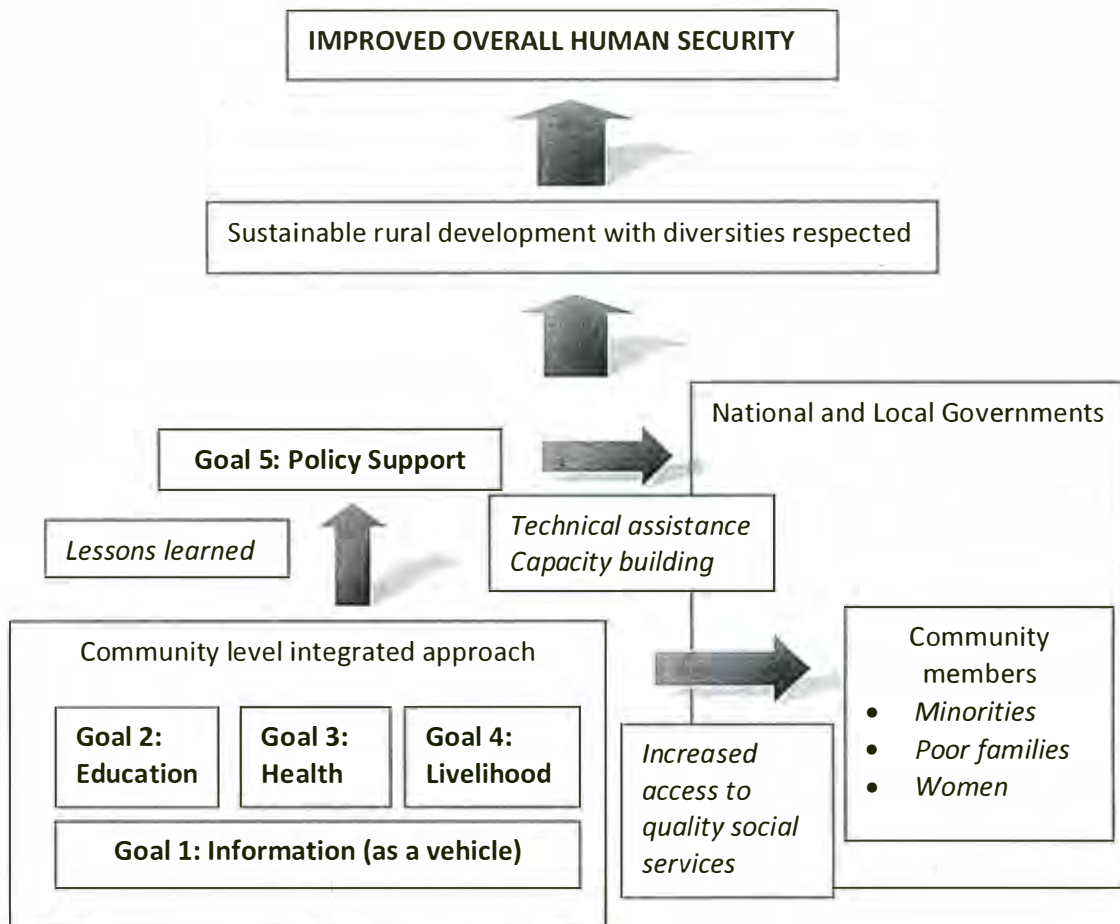 IMPROVED OVERALL HUMAN SECURITY
Sustainable rural development with diversities respected
National and Local Governments
Goal 5: Policy Support
Technical assistance
Capacity building
Lessons learned
Community level integrated approach
Goal 2:
Education
Goal 3:
Health
Goal 4:
Livelihood
Goal 1: Information (as a vehicle)
Increased
access to
quality social
services
Community
members
• Minorities
• Poor families
• Women